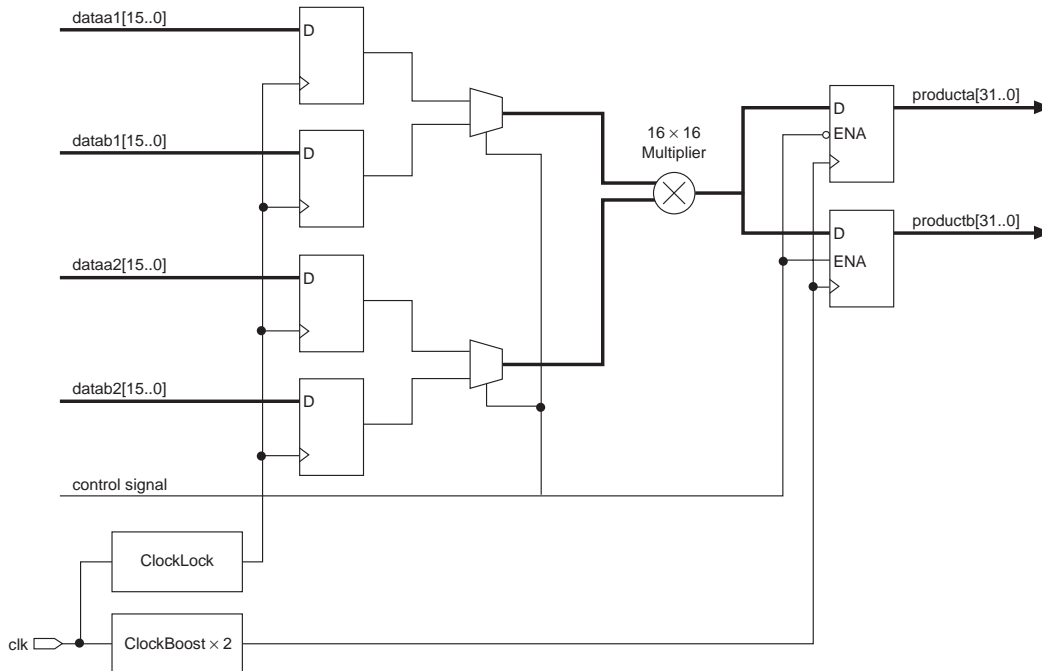 dataa1[15..0]
D
datab1[15..0]
D
dataa2[15..0]
D
datab2[15..0]
D
16 × 16
Multiplier
D
ENA
producta[31..0]
D
ENA
productb[31..0]
control signal
ClockLock
clk
ClockBoost × 2